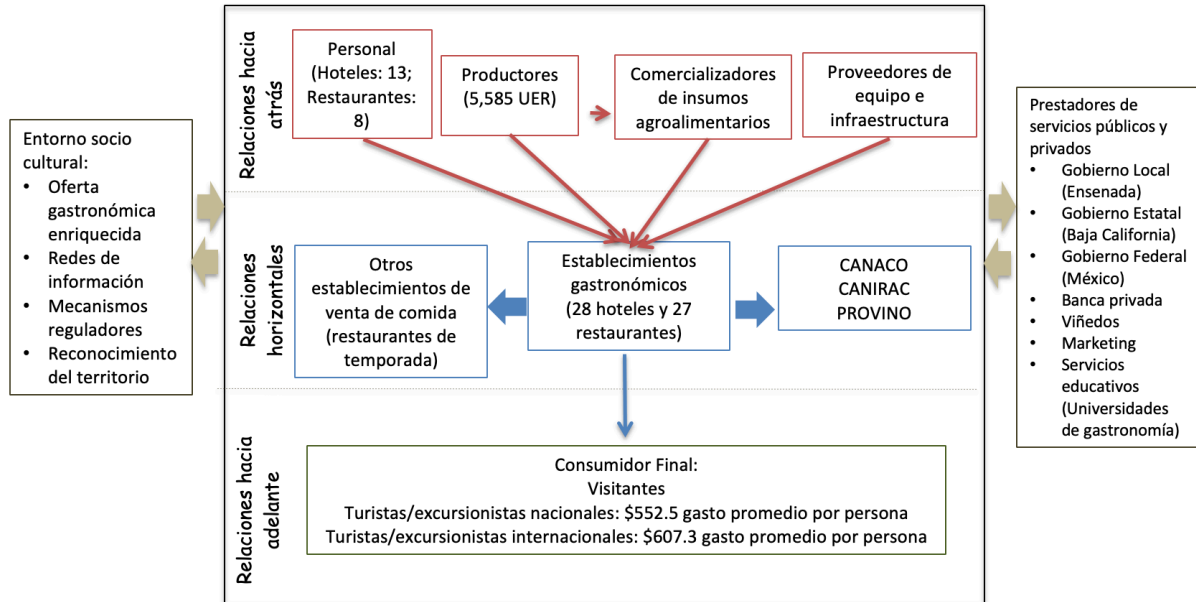 Entorno socio
cultural:
• Oferta
gastronómica
enriquecida
• Redes de
información
• Mecanismos
reguladores
• Reconocimiento
del territorio
Relaciones hacia
atrás
Personal
(Hoteles: 13;
Restaurantes:
8)
Productores
(5,585 UER)
Comercializadores
de insumos
agroalimentarios
Proveedores de
equipo e
infraestructura
Relaciones
horizontales
Otros
establecimientos de
venta de comida
(restaurantes de
temporada)
Establecimientos
gastronómicos
(28 hoteles y 27
restaurantes)
CANACO
CANIRAC
PROVINO
Relaciones hacia
adelante
Consumidor Final:
Visitantes
Turistas/excursionistas nacionales: $552.5 gasto promedio por persona
Turistas/excursionistas internacionales: $607.3 gasto promedio por persona
Prestadores de
servicios públicos y
privados
• Gobierno Local
(Ensenada)
• Gobierno Estatal
(Baja California)
• Gobierno Federal
(México)
• Banca privada
• Viñedos
• Marketing
• Servicios
educativos
(Universidades
de gastronomía)